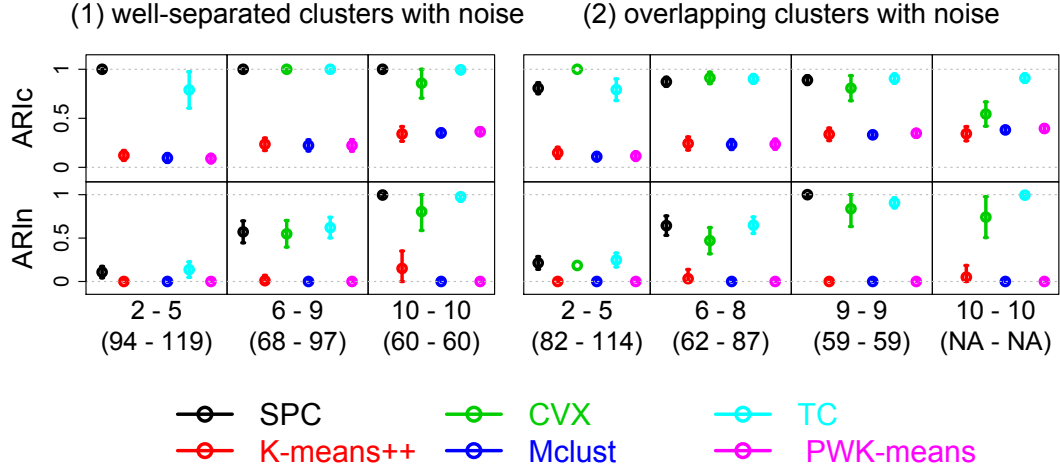 (1) well-separated clusters with noise
(2) overlapping clusters with noise
ARIc
1
0.5
0
ARIn
1
0.5
0
2 - 5 6 - 9 10 - 10 2 - 5 6 - 8 9 - 9 10 - 10
(94 - 119) (68 - 97) (60 - 60) (82 - 114) (62 - 87) (59 - 59) (NA - NA)
SPC CVX TC
K-means++ Mclust PWK-means